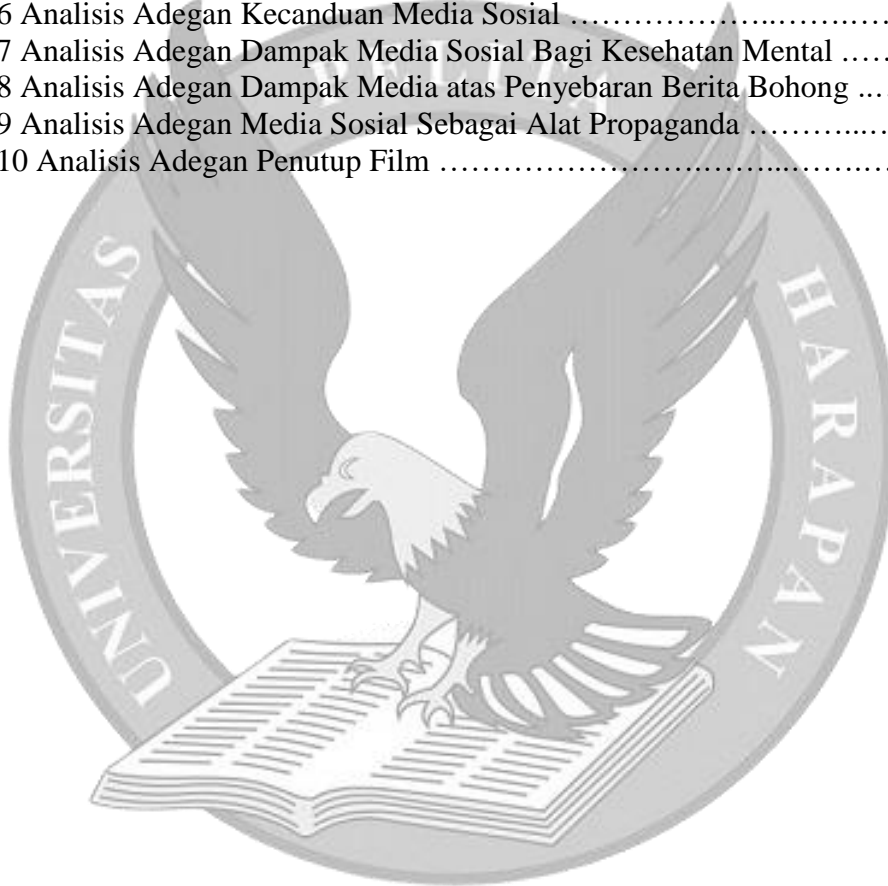 6 Analisis Adegan Kecanduan Media Sosial ………………..…….…
7 Analisis Adegan Dampak Media Sosial Bagi Kesehatan Mental ……
8 Analisis Adegan Dampak Media atas Penyebaran Berita Bohong ..…
9 Analisis Adegan Media Sosial Sebagai Alat Propaganda ………..…
10 Analisis Adegan Penutup Film ……………………….……...…….…
UNIVERSITAS PELITA HARAPAN